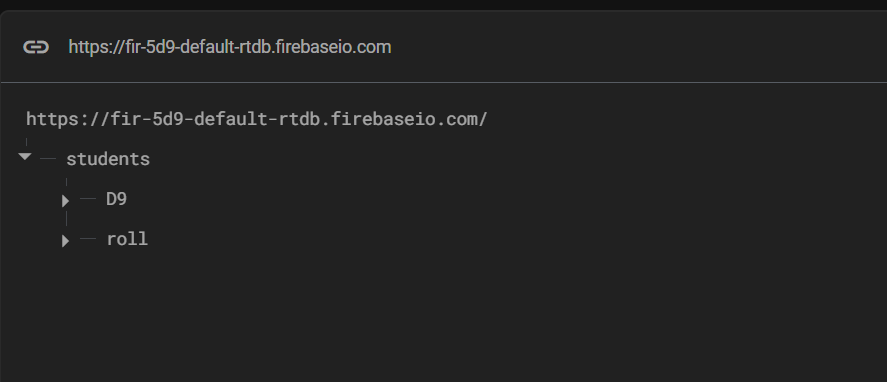 https://fir-5d9-default-rtdb.firebaseio.com
https://fir-5d9-default-rtdb.firebaseio.com/
students
D9
roll